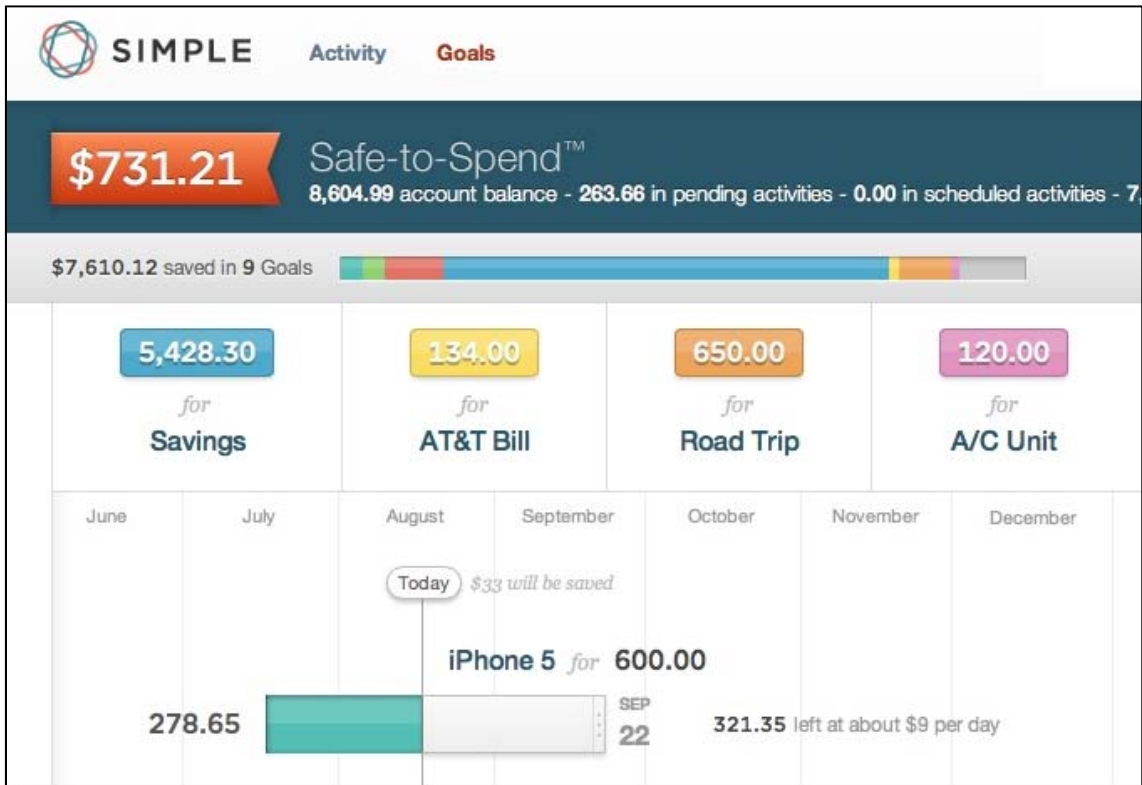 SIMPLE Activity Goals
$731.21
Safe-to-Spend™
8,604.99 account balance - 263.66 in pending activities - 0.00 in scheduled activities - 7,
$7,610.12 saved in 9 Goals
5,428.30 134.00 650.00 120.00
for for for for
Savings AT&T Bill Road Trip A/C Unit
June July August September October November December
Today $33 will be saved
iPhone 5 for 600.00
278.65 SEP 22 321.35 left at about $9 per day